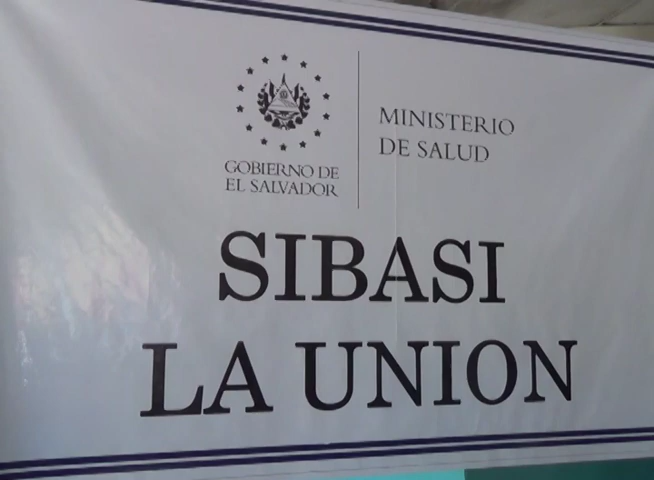 GOBIERNO DE
EL SALVADOR
MINISTERIO
DE SALUD
SIBASI
LA UNION